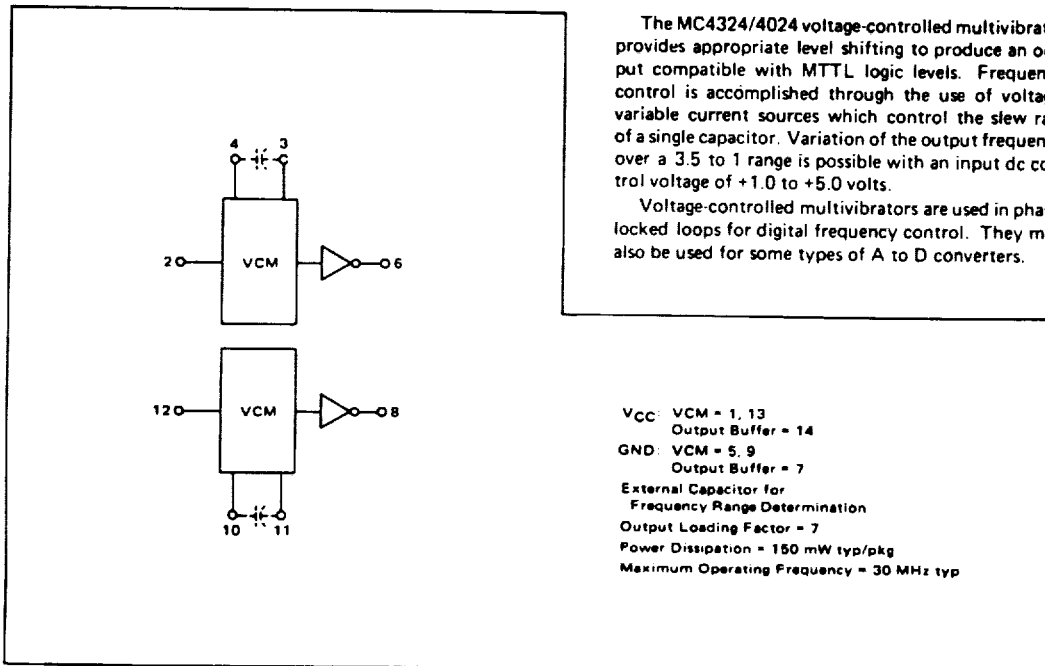 The MC4324/4024 voltage-controlled multivibrat
provides appropriate level shifting to produce an o
put compatible with MTTL logic levels. Frequen
control is accomplished through the use of volta
variable current sources which control the slew ra
of a single capacitor. Variation of the output frequen
over a 3.5 to 1 range is possible with an input dc co
trol voltage of +1.0 to +5.0 volts.
Voltage-controlled multivibrators are used in pha
locked loops for digital frequency control. They m
also be used for some types of A to D converters.
4 3
2 VCM 6
12 VCM 8
10 11
VCC: VCM = 1, 13
Output Buffer = 14
GND: VCM = 5, 9
Output Buffer = 7
External Capacitor for
Frequency Range Determination
Output Loading Factor = 7
Power Dissipation = 150 mW typ/pkg
Maximum Operating Frequency = 30 MHz typ